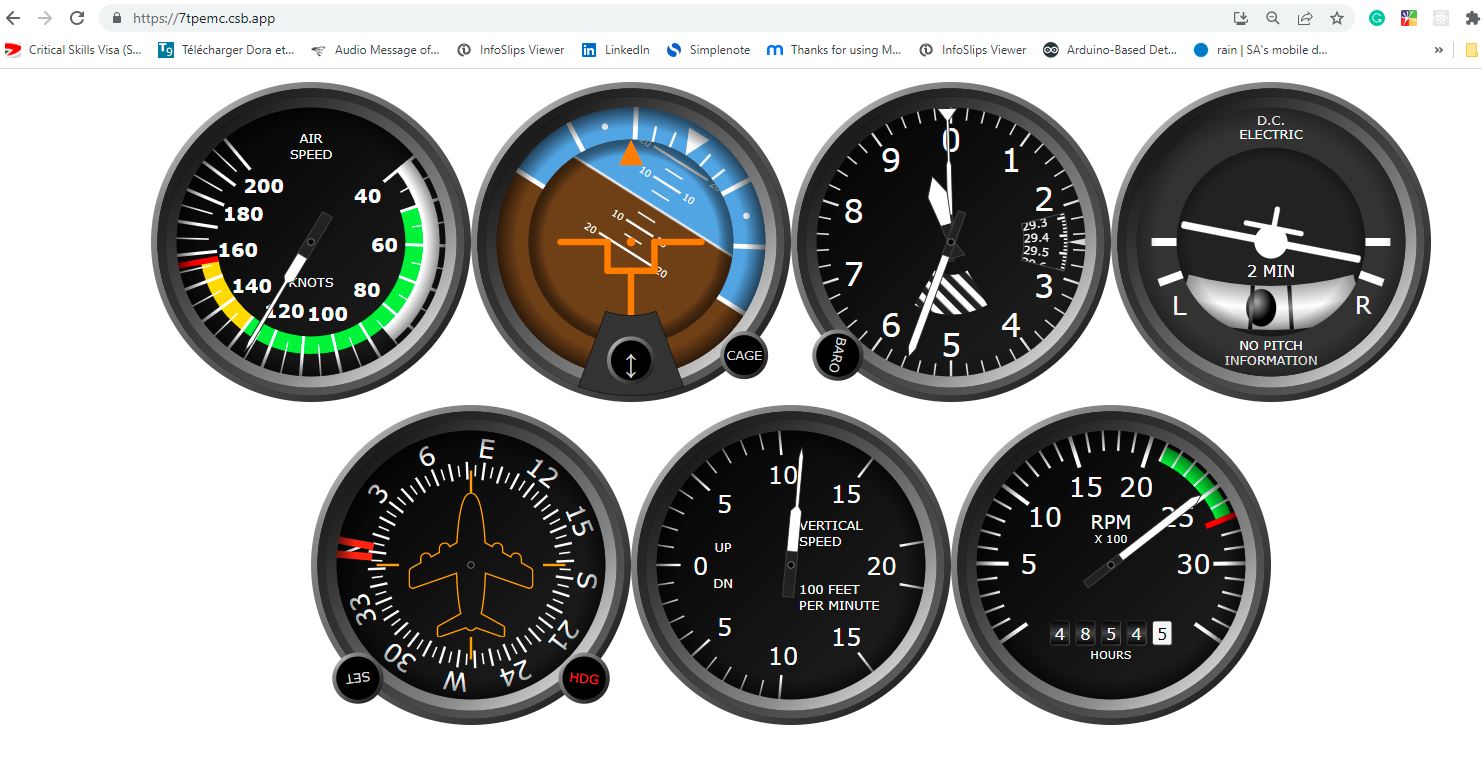 https://7tpemc.csb.app
Critical Skills Visa (S...
T9
Télécharger Dora et...
Audio Message of...
InfoSlips Viewer
in
LinkedIn
Simplenote
Thanks for using M...
InfoSlips Viewer
Arduino-Based Det...
rain | SA's mobile d...
»
AIR
SPEED
200
180
160
140
120
100
80
60
40
KNOTS
20
20
10
10
10
20
20
CAGE
0
1
2
3
4
5
6
7
8
9
29.3
29.4
29.5
BARO
D.C.
ELECTRIC
2 MIN
L
R
NO PITCH
INFORMATION
3
6
E
12
15
S
21
24
W
30
33
SET
HDG
0
5
10
15
20
15
10
5
UP
DN
VERTICAL
SPEED
100 FEET
PER MINUTE
5
10
15
20
25
30
RPM
X 100
4 8 5 4 5
HOURS